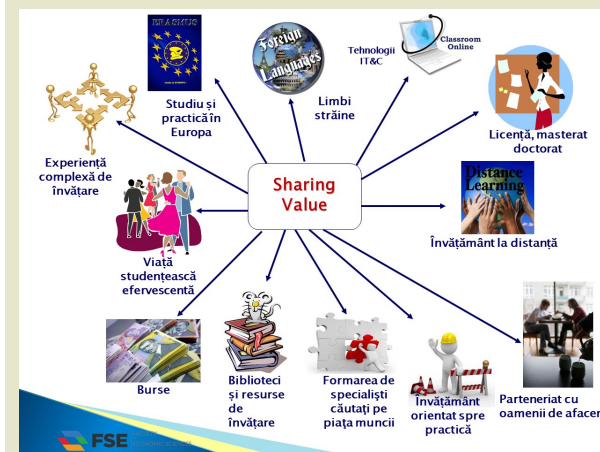 ERASMUS
Studiu și
practică în
Europa
Foreign
Languages
Limbi
străine
Tehnologii
IT&C
Classroom
Online
Licență, masterat
doctorat
Experiență
complexă de
învățare
Sharing
Value
Distance
Learning
Învățământ la distanță
Viață
studențească
efervescentă
Burse
Biblioteci
și resurse
de
învățare
Formarea de
specialiști
căutați pe
piața muncii
Învățământ
orientat spre
practică
Parteneriat cu
oamenii de afacer
FSE